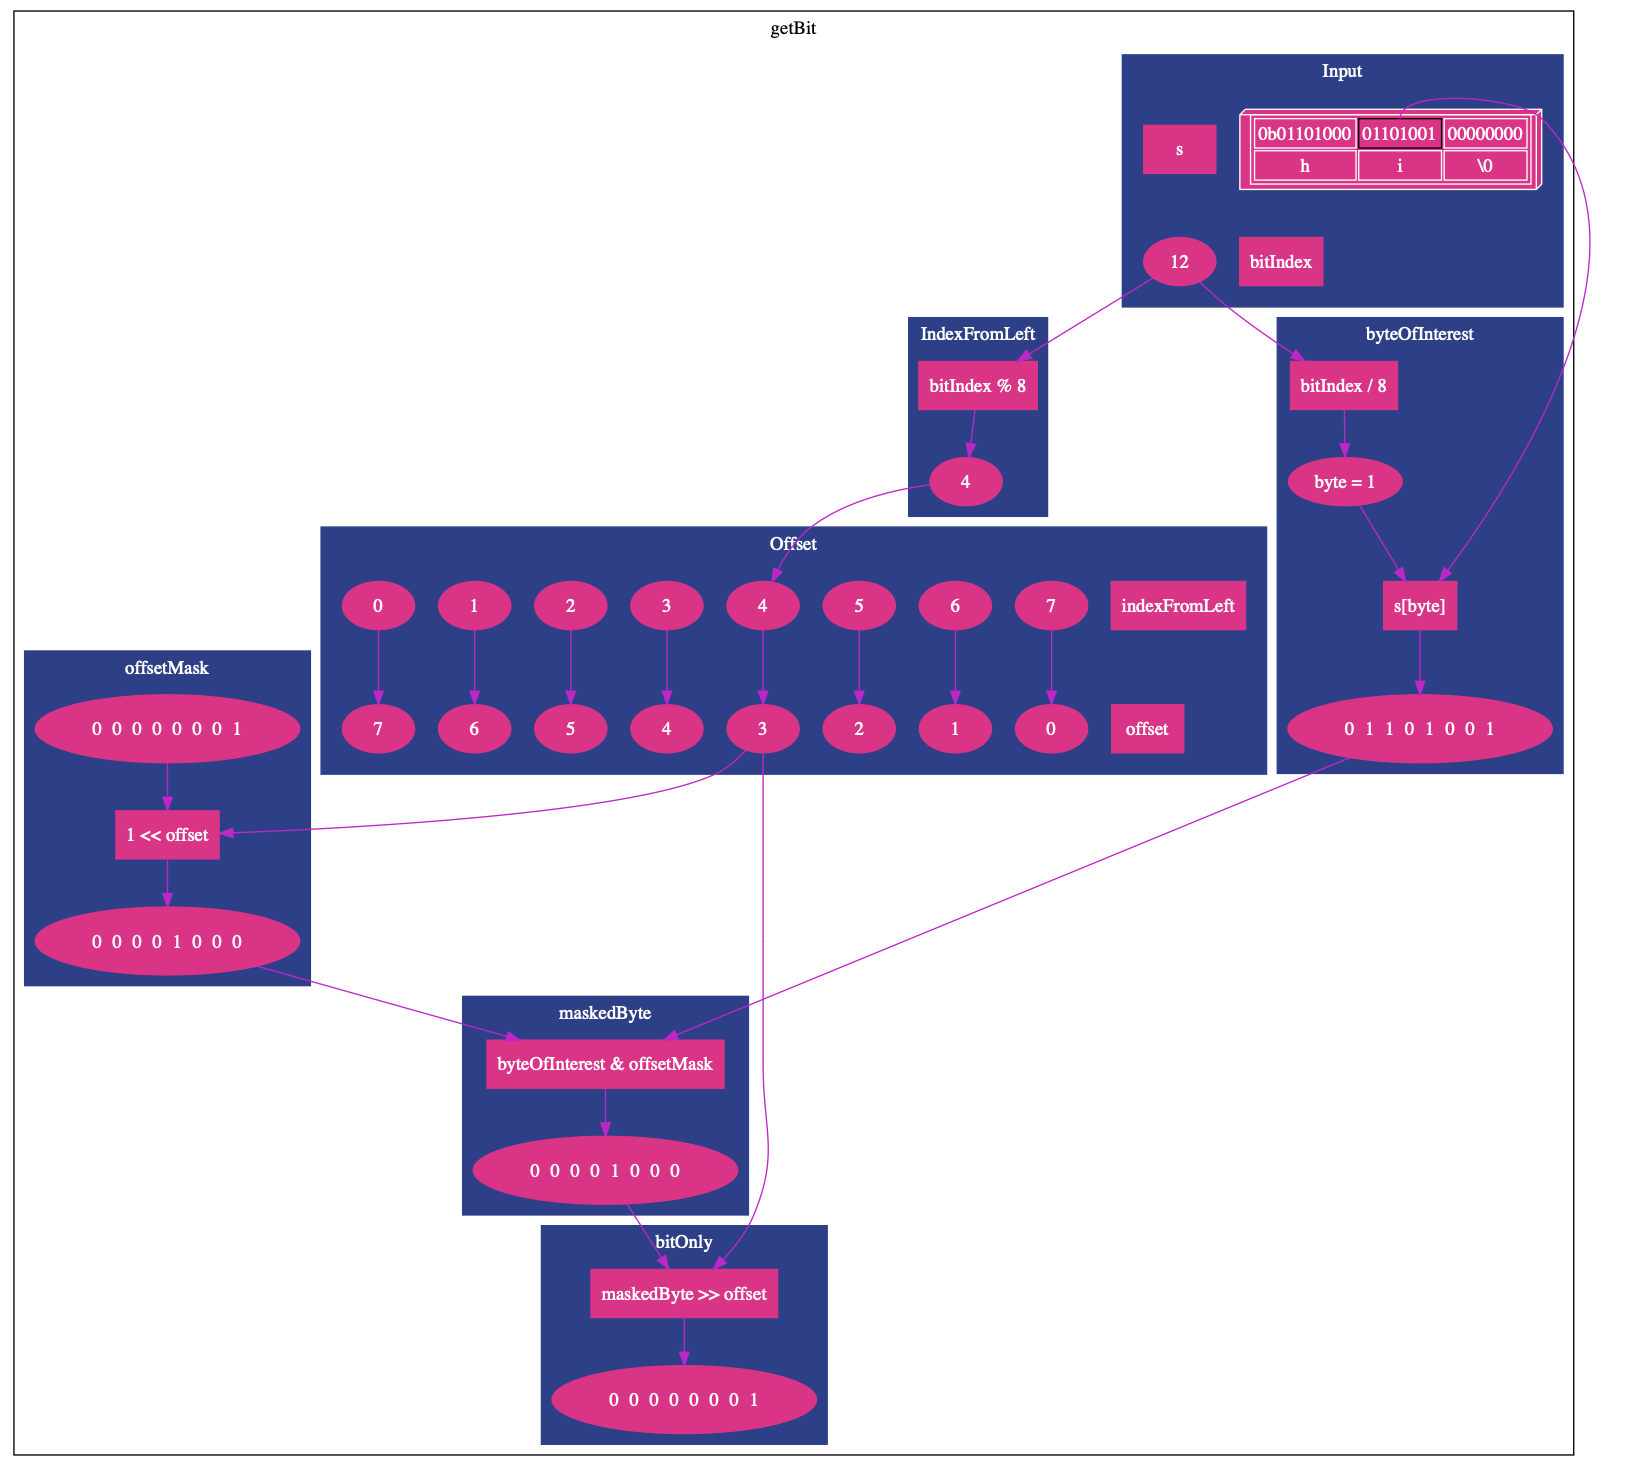 getBit
Input
s
0b01101000 01101001 00000000
h i \0
12 bitIndex
IndexFromLeft
bitIndex % 8
4
byteOfInterest
bitIndex / 8
byte = 1
s[byte]
0 1 1 0 1 0 0 1
Offset
0 1 2 3 4 5 6 7 indexFromLeft
7 6 5 4 3 2 1 0 offset
offsetMask
0 0 0 0 0 0 0 1
1 << offset
0 0 0 0 1 0 0 0
maskedByte
byteOfInterest & offsetMask
0 0 0 0 1 0 0 0
bitOnly
maskedByte >> offset
0 0 0 0 0 0 0 1